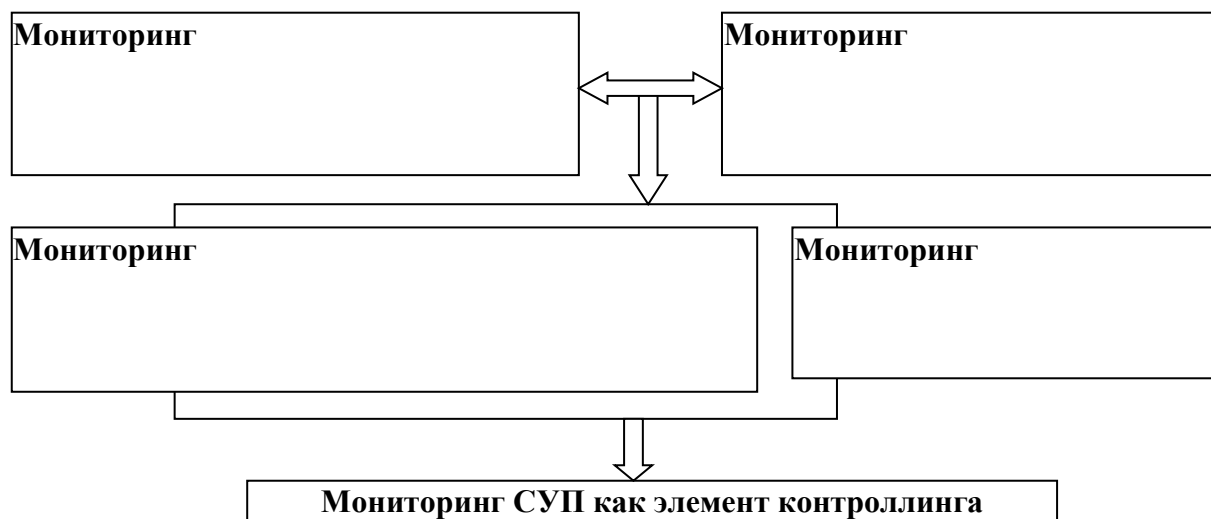 Мониторинг
Мониторинг
Мониторинг
Мониторинг
Мониторинг СУП как элемент контроллинга